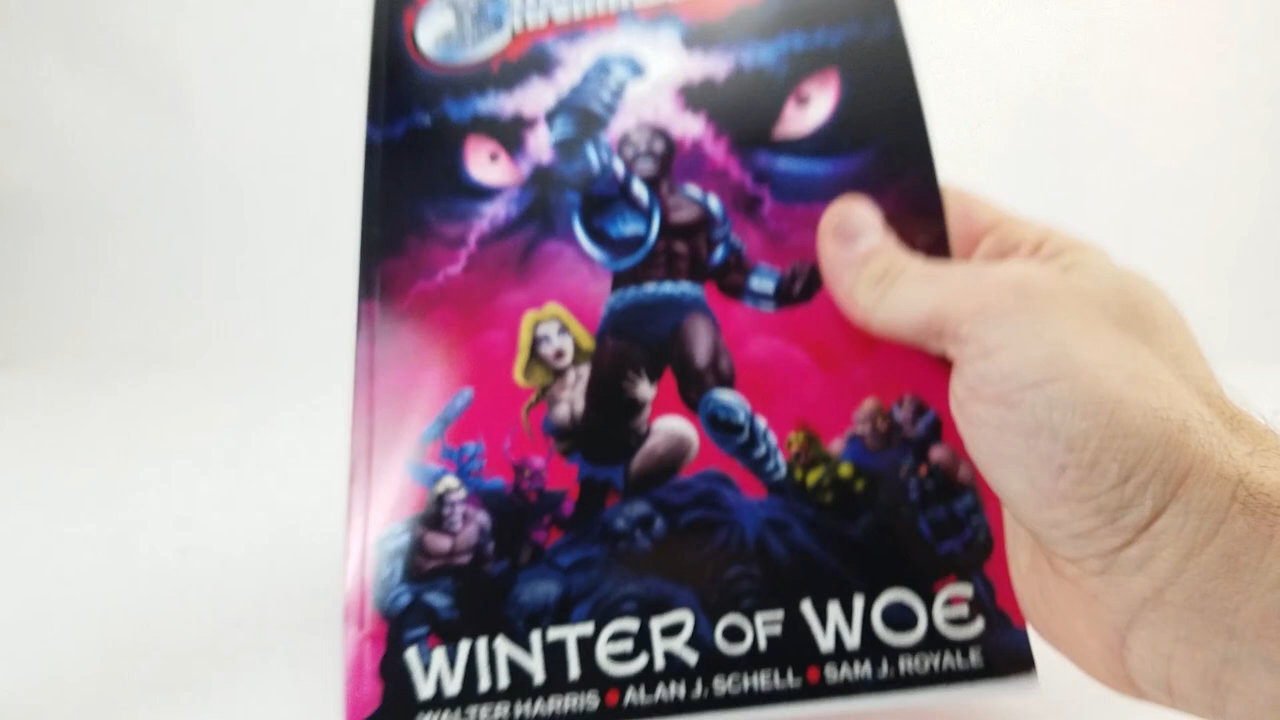 WINTER OF WOE
WALTER HARRIS • ALAN J. SCHELL • SAM J. ROYALE